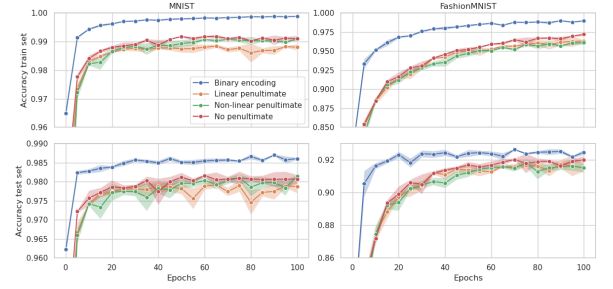 MNIST
FashionMNIST
Accuracy train set
1.00
0.99
0.98
0.97
0.96
Binary encoding
Linear penultimate
Non-linear penultimate
No penultimate
1.000
0.975
0.950
0.925
0.900
0.875
0.850
Accuracy test set
0.990
0.985
0.980
0.975
0.970
0.965
0.960
0.92
0.90
0.88
0.86
0 20 40 60 80 100
0 20 40 60 80 100
Epochs
Epochs